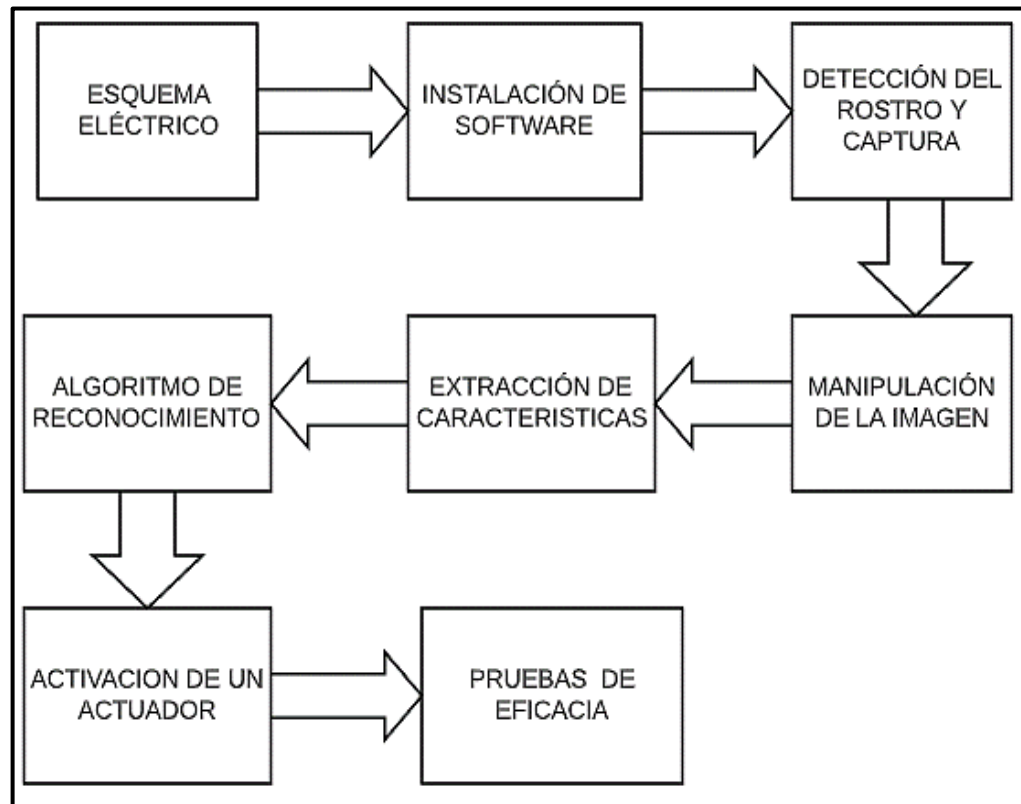 ESQUEMA
ELÉCTRICO
INSTALACIÓN DE
SOFTWARE
DETECCIÓN DEL
ROSTRO Y
CAPTURA
MANIPULACIÓN
DE LA IMAGEN
EXTRACCIÓN DE
CARACTERISTICAS
ALGORITMO DE
RECONOCIMIENTO
ACTIVACION DE UN
ACTUADOR
PRUEBAS DE
EFICACIA